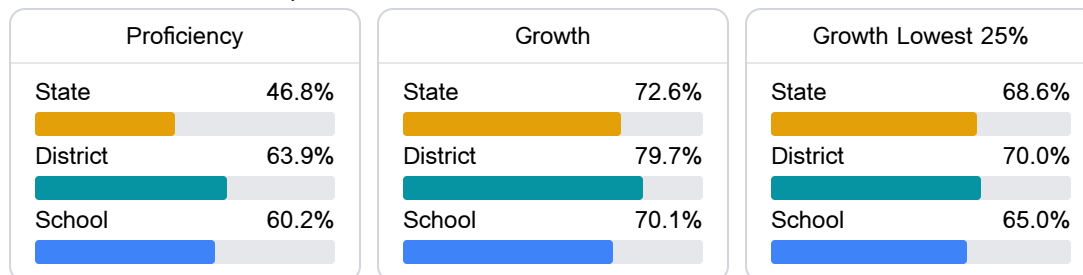 Proficiency
State 46.8%
District 63.9%
School 60.2%
Growth
State 72.6%
District 79.7%
School 70.1%
Growth Lowest 25%
State 68.6%
District 70.0%
School 65.0%